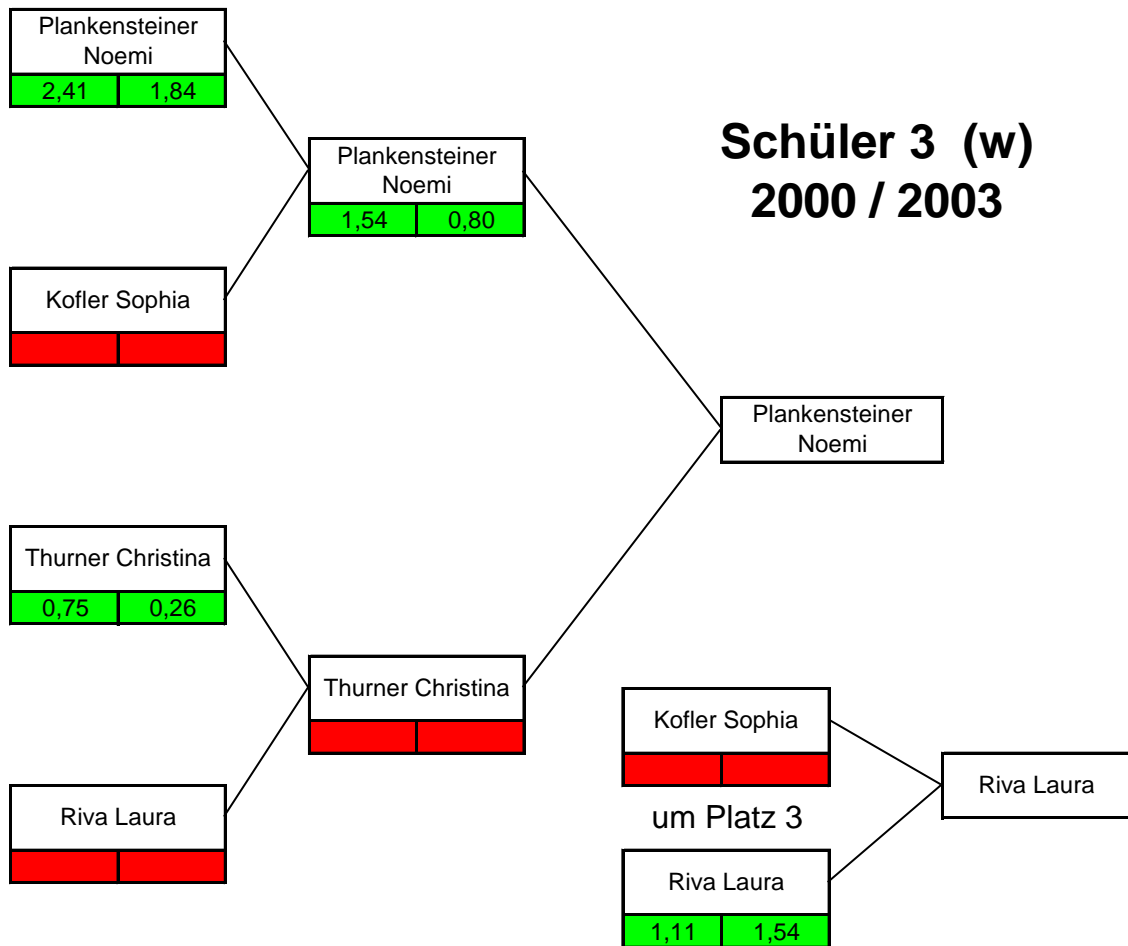 Plankensteiner
Noemi
2,41 1,84
Plankensteiner
Noemi
1,54 0,80
Schüler 3 (w)
2000 / 2003
Kofler Sophia
Plankensteiner
Noemi
Thurner Christina
0,75 0,26
Thurner Christina
Kofler Sophia
Riva Laura
Riva Laura
um Platz 3
Riva Laura
1,11 1,54